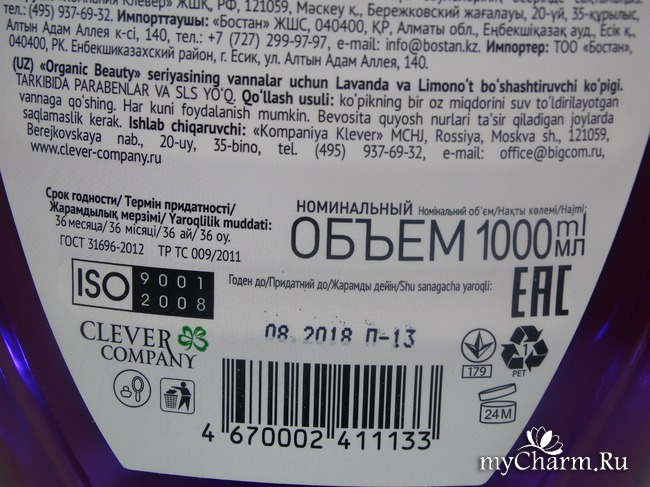 тел. (495) 937-69-32. Импорттаушы: «Бостан» ЖШС, 040400, ҚР, Алматы обл., Еңбекшіқазақ ауд., Есік қ.,
Алтын Адам Аллея к-сі, 140, тел.: +7 (727) 299-97-97, e-mail: info@bostan.kz. Импортер: ТОО «Бостан»,
040400, РК. Енбекшиказахский район, г. Есик, ул. Алтын Адам Аллея, 140.
(UZ) «Organic Beauty» seriyasining vannalar uchun Lavanda va Limono't bo'shashtiruvchi ko'pigi.
TARKIBIDA PARABENLAR VA SLS YO'Q. Qo'llash usuli: ko'pikning bir oz miqdorini suv to'ldirilayotgan
vannaga qo'shing. Har kuni foydalanish mumkin. Bevosita quyosh nurlari ta'sir qiladigan joylarda
saqlamaslik kerak. Ishlab chiqaruvchi: «Kompaniya Klever» MCHJ, Rossiya, Moskva sh., 121059,
Berejkovskaya nab., 20-uy, 35-bino, tel. (495) 937-69-32, e-mail: office@bigcom.ru,
www.clever-company.ru
Срок годности/ Термін придатності/
Жарамдылық мерзімі/ Yaroqlilik muddati:
36 месяца/ 36 місяці/ 36 ай/ 36 oy.
ГОСТ 31696-2012 ТР ТС 009/2011
НОМИНАЛЬНЫЙ Номінальний об'єм/Нақты көлемі/Hajmi:
ОБЪЕМ 1000 ml
МЛ
ISO 9001
2008
Годен до/Придатний до/Жарамды дейін/Shu sanagacha yaroqli:
EAC
08.2018 П-13
CLEVER
COMPANY
179
1
PET
24M
4 670002 411133
myCharm.Ru